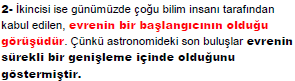 2- İkincisi ise günümüzde çoğu bilim insanı tarafından
kabul edilen, evrenin bir başlangıcının olduğu
görüşüdür. Çünkü astronomideki son buluşlar evrenin
sürekli bir genişleme içinde olduğunu
göstermiştir.